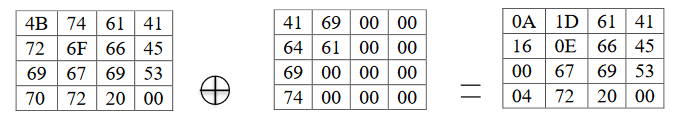 4B 74 61 41 41 69 00 00 0A 1D 61 41
72 6F 66 45 64 61 00 00 16 0E 66 45
69 67 69 53 69 00 00 00 00 67 69 53
70 72 20 00 ⊕ 74 00 00 00 = 04 72 20 00